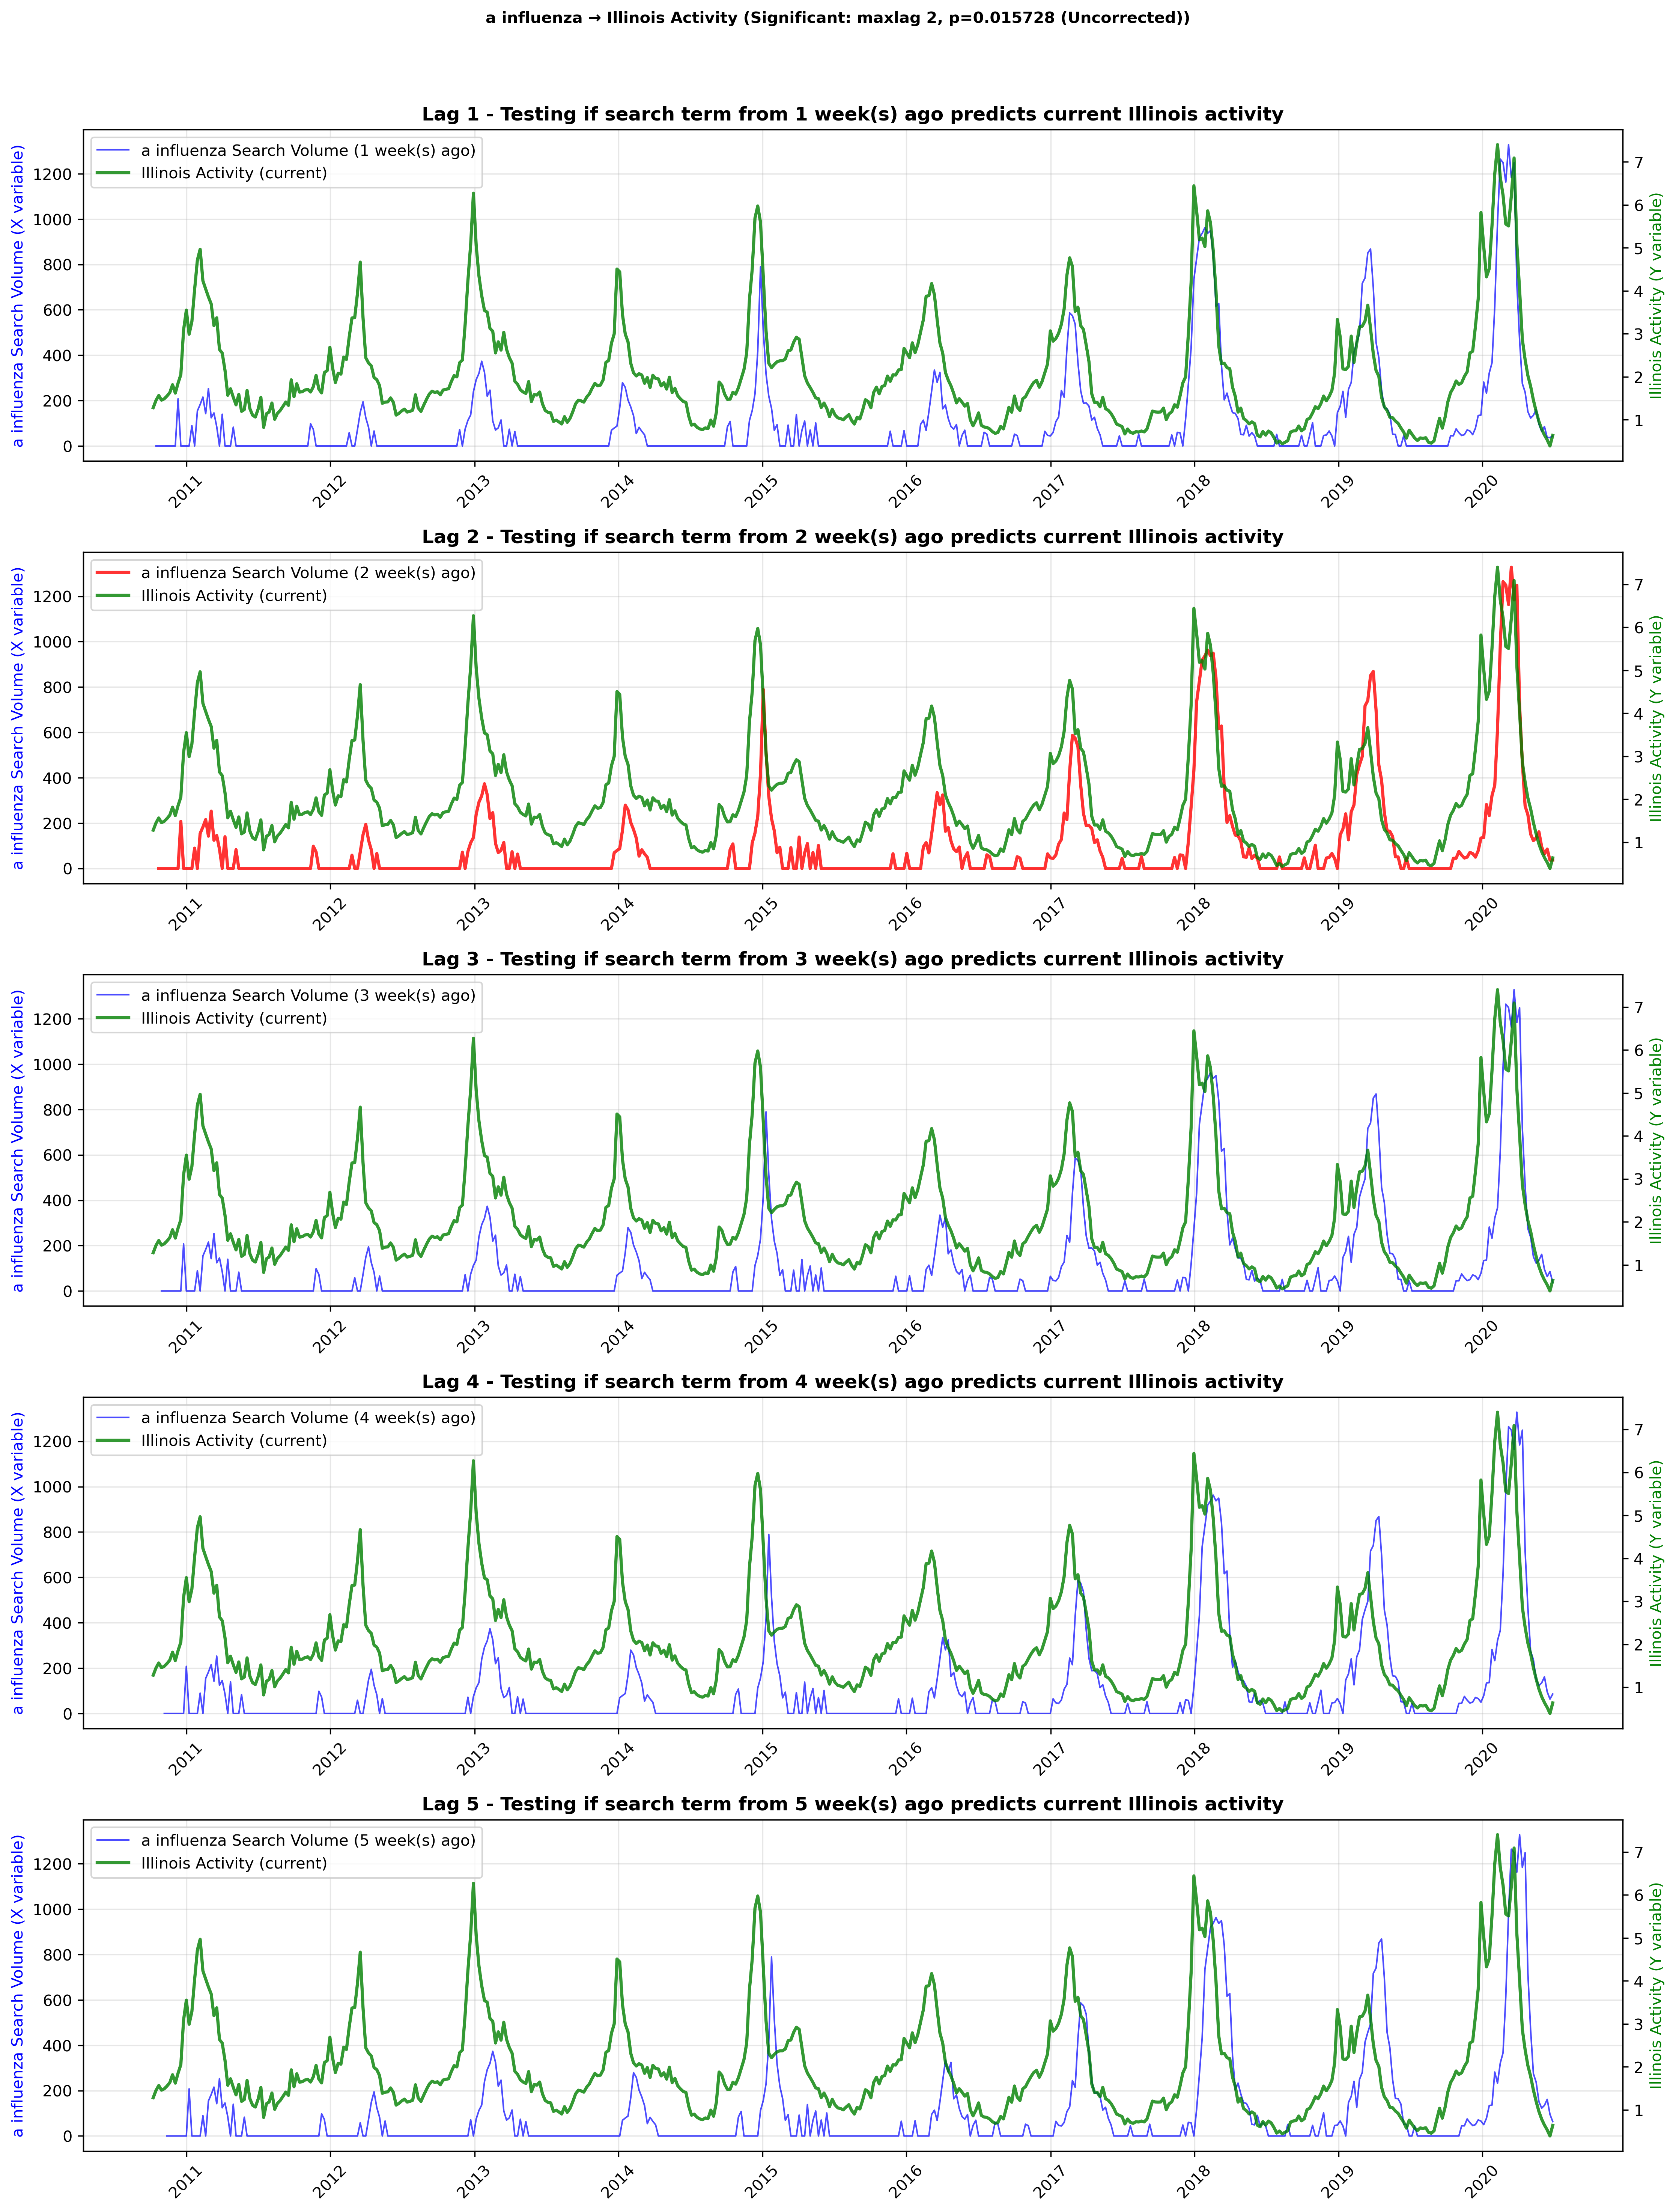 a influenza → Illinois Activity (Significant: maxlag 2, p=0.015728 (Uncorrected))
Lag 1 - Testing if search term from 1 week(s) ago predicts current Illinois activity
a influenza Search Volume (1 week(s) ago)
Illinois Activity (current)
a influenza Search Volume (X variable)
1200
1000
800
600
400
200
0
7
6
5
4
3
2
1
Illinois Activity (Y variable)
2011 2012 2013 2014 2015 2016 2017 2018 2019 2020
Lag 2 - Testing if search term from 2 week(s) ago predicts current Illinois activity
a influenza Search Volume (2 week(s) ago)
Illinois Activity (current)
a influenza Search Volume (X variable)
1200
1000
800
600
400
200
0
7
6
5
4
3
2
1
Illinois Activity (Y variable)
2011 2012 2013 2014 2015 2016 2017 2018 2019 2020
Lag 3 - Testing if search term from 3 week(s) ago predicts current Illinois activity
a influenza Search Volume (3 week(s) ago)
Illinois Activity (current)
a influenza Search Volume (X variable)
1200
1000
800
600
400
200
0
7
6
5
4
3
2
1
Illinois Activity (Y variable)
2011 2012 2013 2014 2015 2016 2017 2018 2019 2020
Lag 4 - Testing if search term from 4 week(s) ago predicts current Illinois activity
a influenza Search Volume (4 week(s) ago)
Illinois Activity (current)
a influenza Search Volume (X variable)
1200
1000
800
600
400
200
0
7
6
5
4
3
2
1
Illinois Activity (Y variable)
2011 2012 2013 2014 2015 2016 2017 2018 2019 2020
Lag 5 - Testing if search term from 5 week(s) ago predicts current Illinois activity
a influenza Search Volume (5 week(s) ago)
Illinois Activity (current)
a influenza Search Volume (X variable)
1200
1000
800
600
400
200
0
7
6
5
4
3
2
1
Illinois Activity (Y variable)
2011 2012 2013 2014 2015 2016 2017 2018 2019 2020